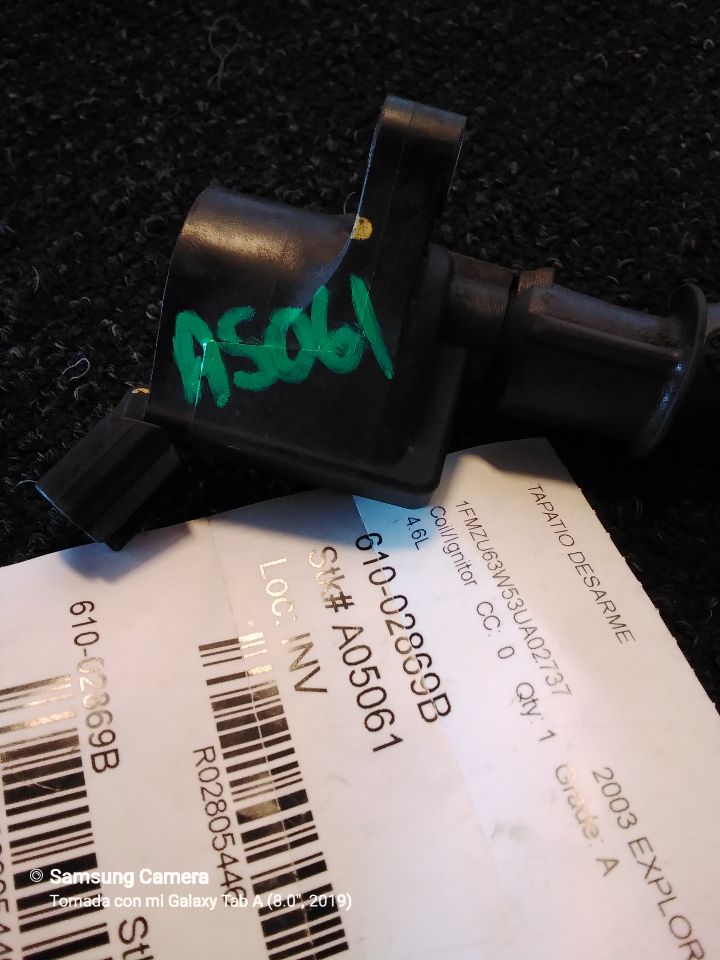 A5061
TAPATIO DESARME
2003 EXPLOR
1FMZU63W53UA02737
Coil/Ignitor CC: 0 Qty: 1 Grade: A
4.6L
610-02869B
Stk# A05061
Loc: INV
R02805446
610-02869B
Samsung Camera
Tomada con mi Galaxy Tab A (8.0", 2019)